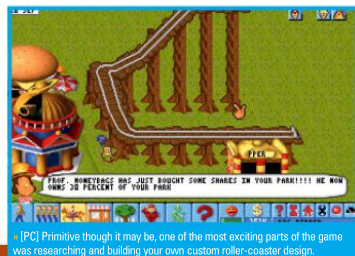 18 SEP
PROF. MONEYBAGS HAS JUST BOUGHT SOME SHARES IN YOUR PARK!!!! HE NOW
OWNS 30 PERCENT OF YOUR PARK
» [PC] Primitive though it may be, one of the most exciting parts of the game
was researching and building your own custom roller-coaster design.